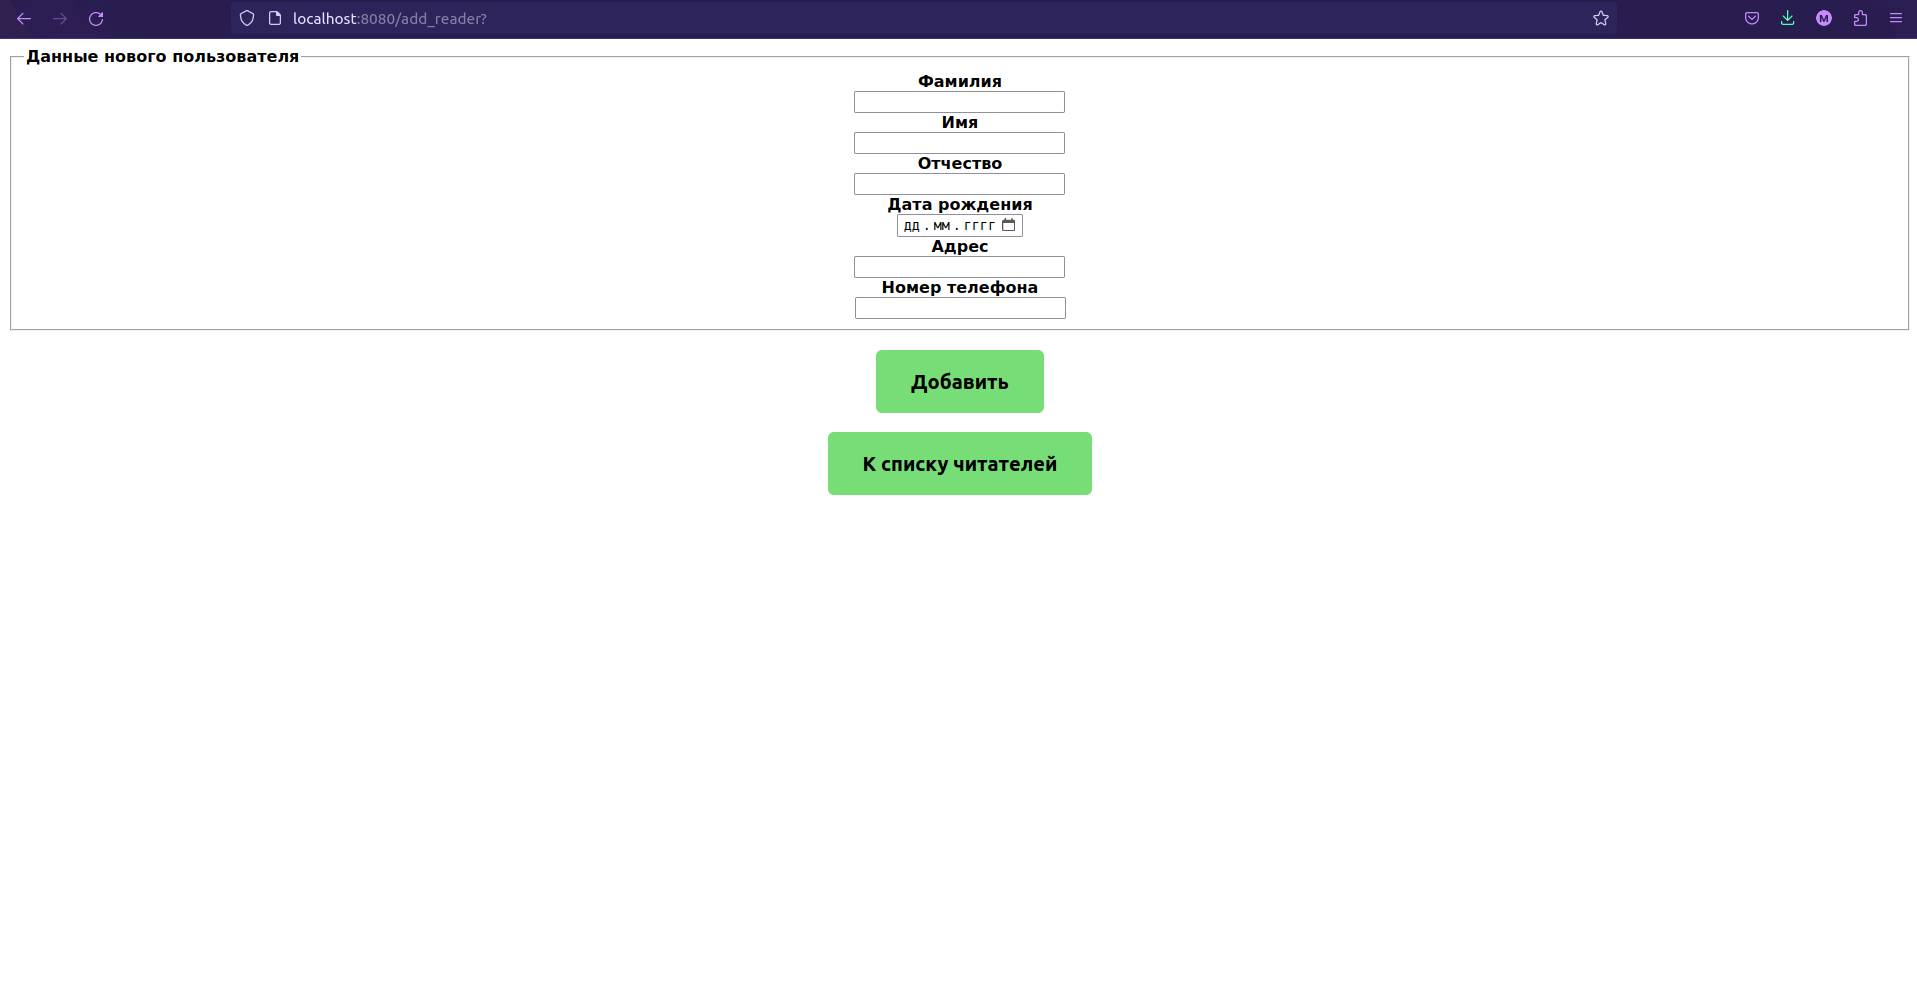 localhost:8080/add_reader?
M
Данные нового пользователя
Фамилия
Имя
Отчество
Дата рождения
дд.мм.гггг
Адрес
Номер телефона
Добавить
К списку читателей